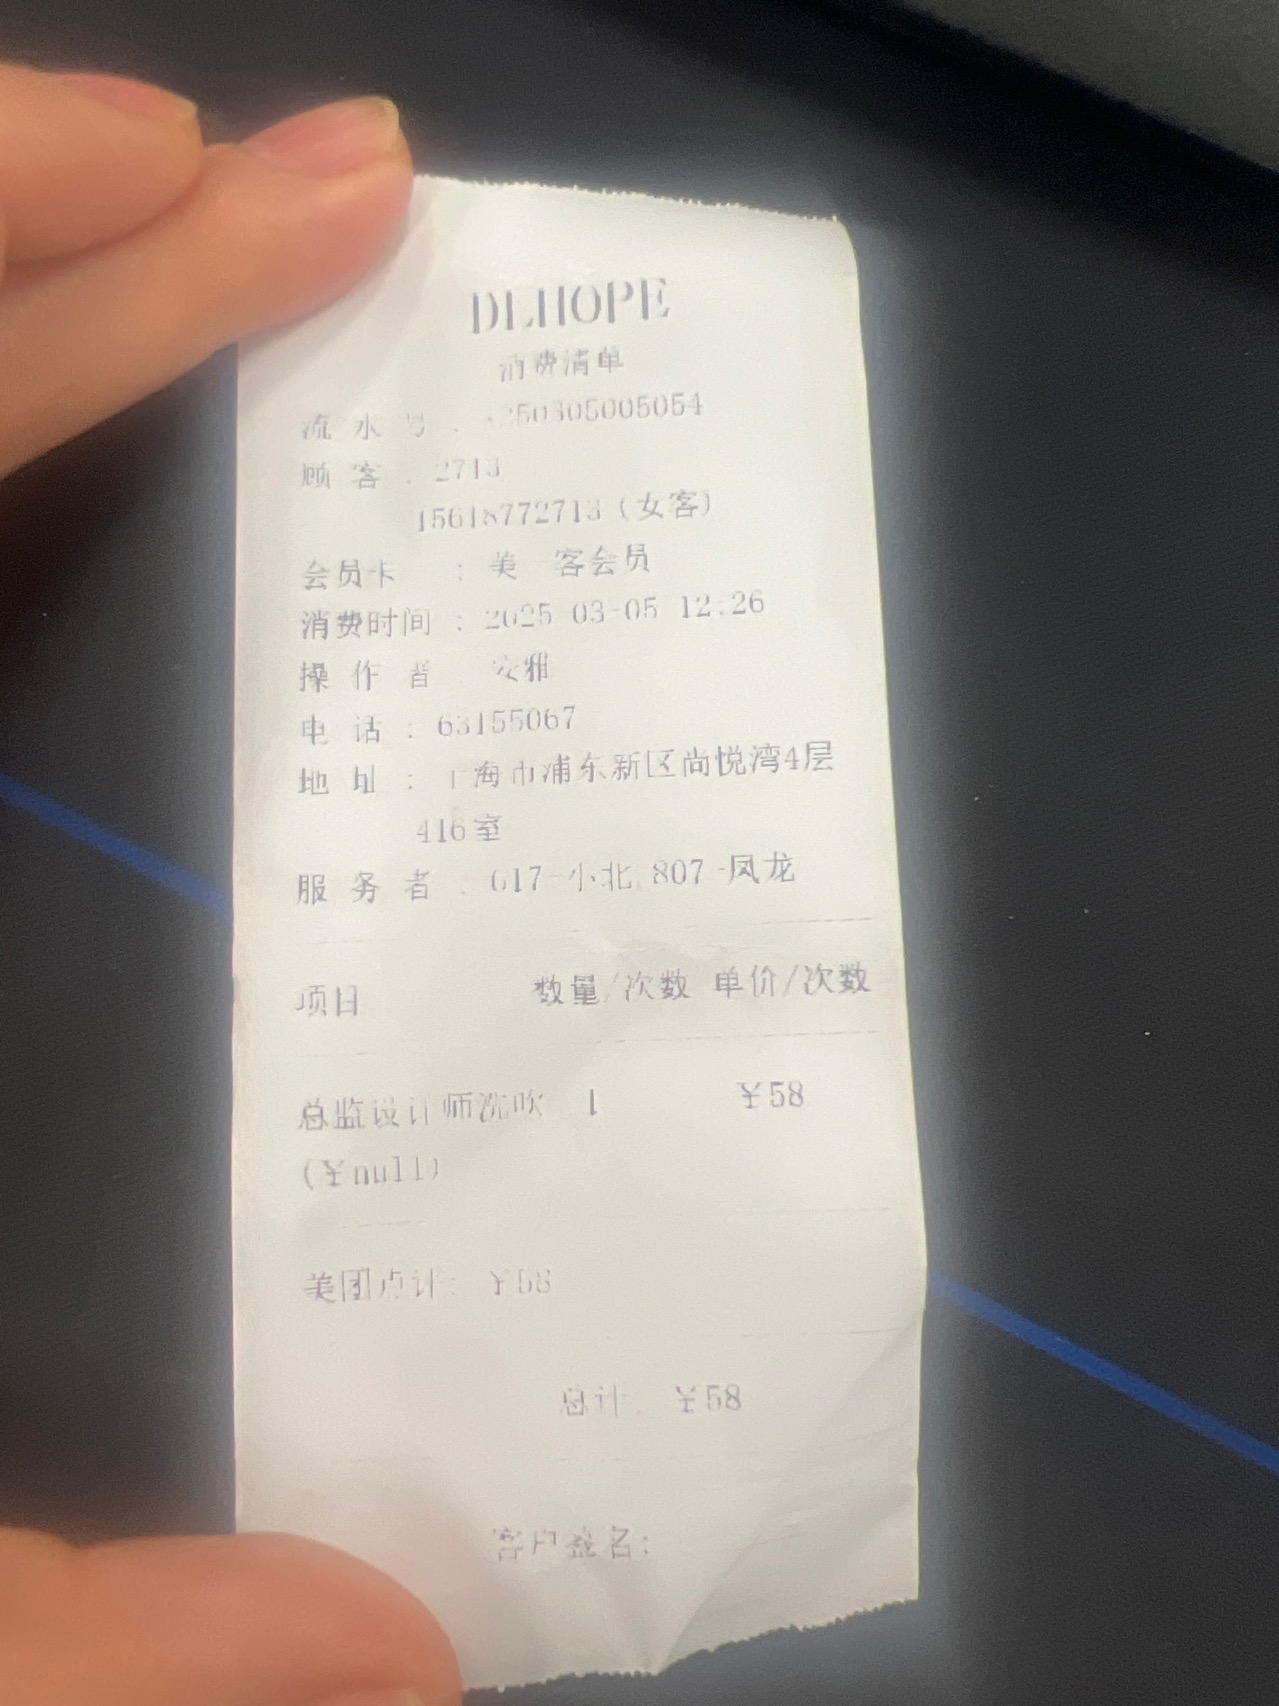 DLHOPE
消费清单
流水号: 250305005054
顾客: 2713
15618772713(女客)
会员卡 : 美 客会员
消费时间 : 2025-03-05 12:26
操作者 安雅
电话 : 63155067
地址 : 上海市浦东新区尚悦湾4层
416室
服务者 : 617-小北, 807-凤龙
项目 数量/次数 单价/次数
总监设计师洗吹 1 ¥58
(¥null)
美团点计: ¥58
总计: ¥58
客户签名: